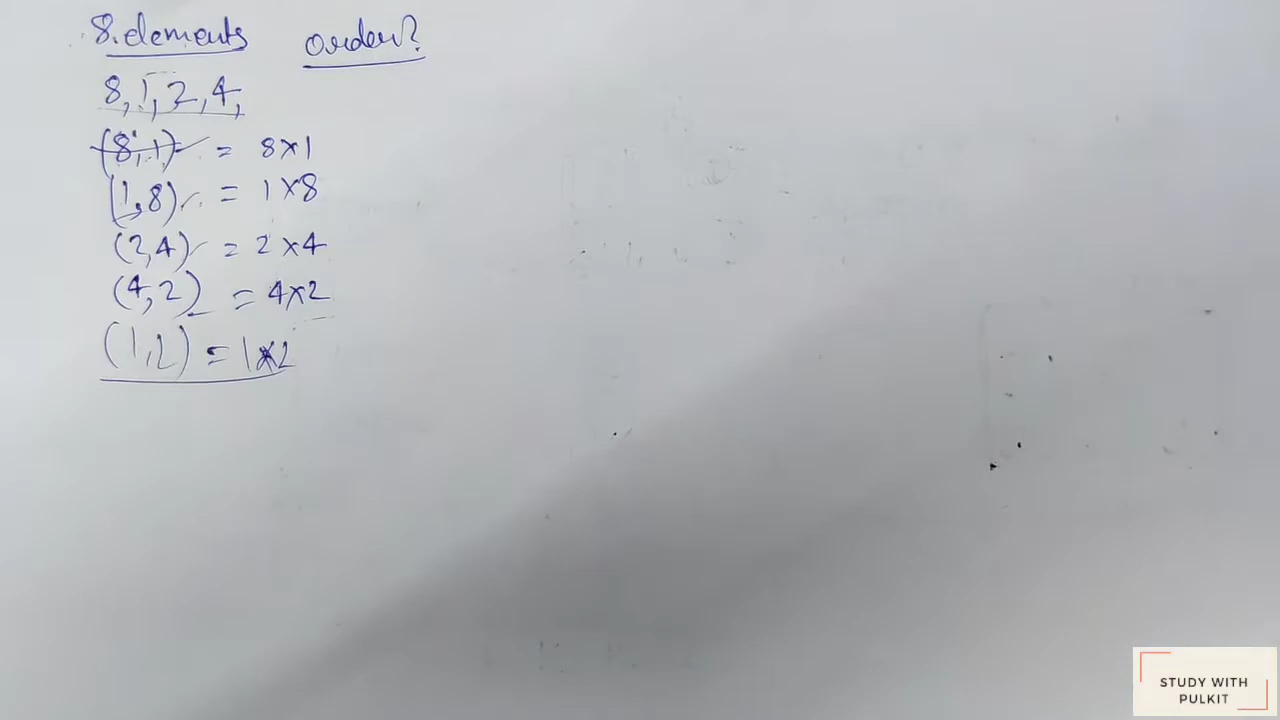 8.elements order?
8, 1, 2, 4,
(8, 1) = 8×1
(1, 8) = 1×8
(2, 4) = 2×4
(4, 2) = 4×2
(1, 2) = 1×2
STUDY WITH
PULKIT